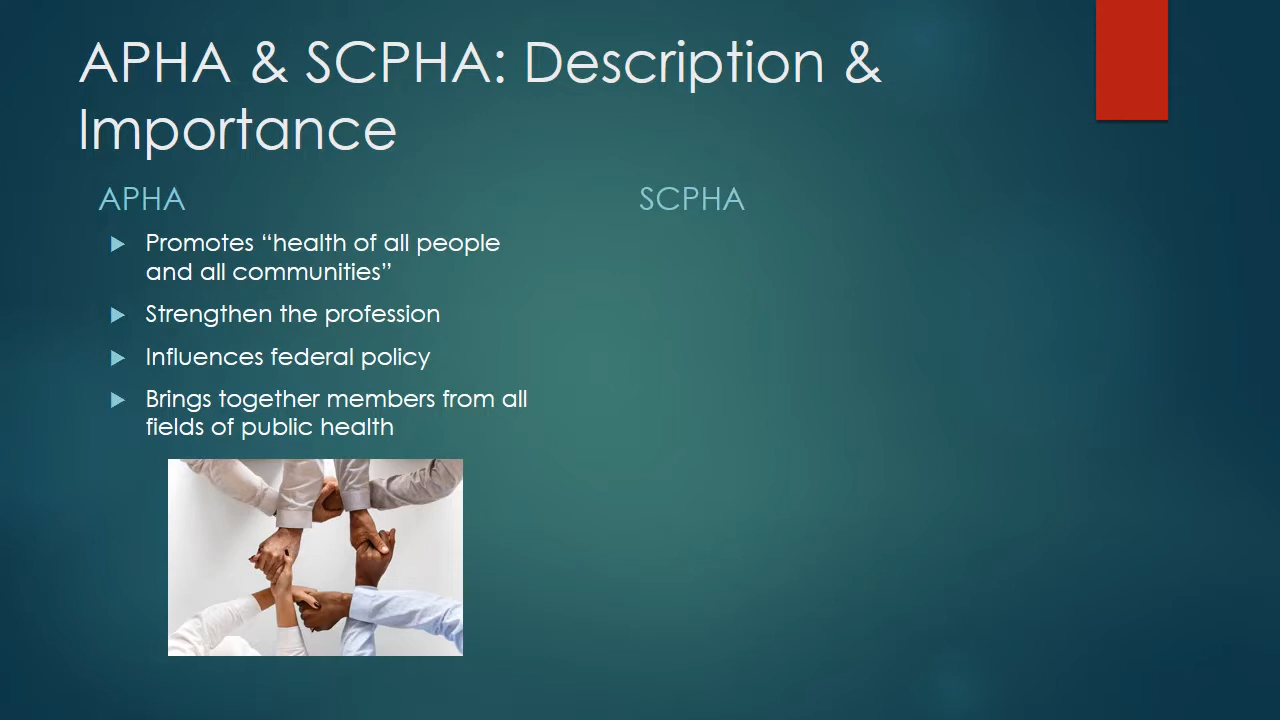 APHA & SCPHA: Description &
Importance
APHA
Promotes “health of all people
and all communities”
Strengthen the profession
Influences federal policy
Brings together members from all
fields of public health
SCPHA